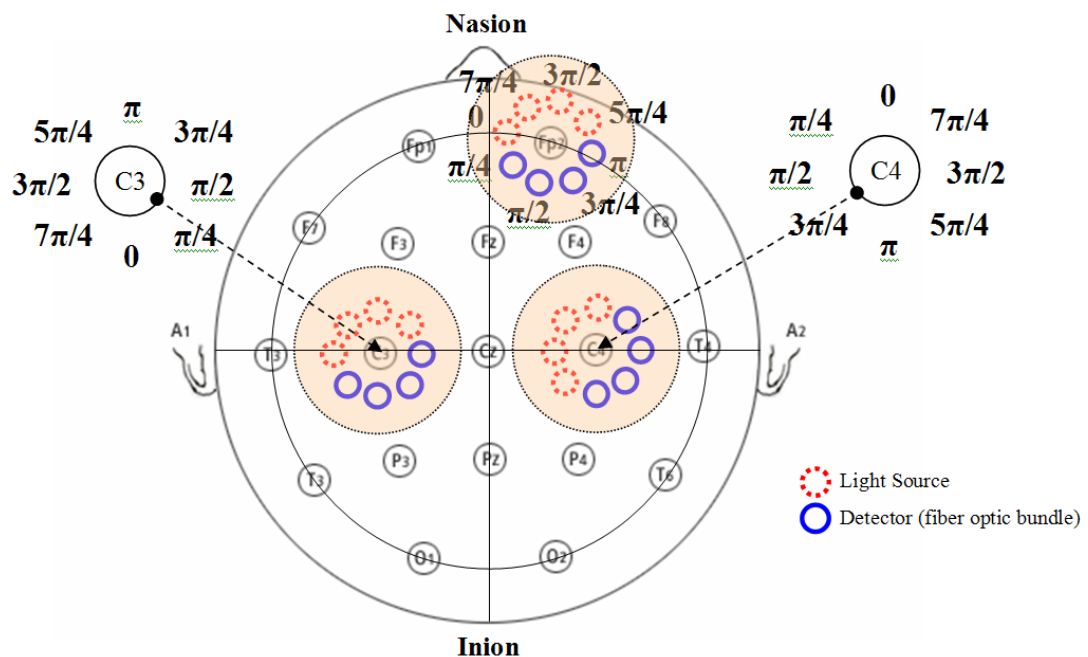 Nasion
7π/4 3π/2
0 5π/4
Fp1 Fp2
π/4 π
π/2 3π/4
π
5π/4 3π/4
3π/2 C3 π/2
7π/4 π/4
0
0
π/4 7π/4
π/2 C4 3π/2
3π/4 5π/4
π
F7 F3 Fz F4 F8
A1 T3 C3 Cz C4 T4 A2
T3 P3 Pz P4 T6
O1 O2
Light Source
Detector (fiber optic bundle)
Inion